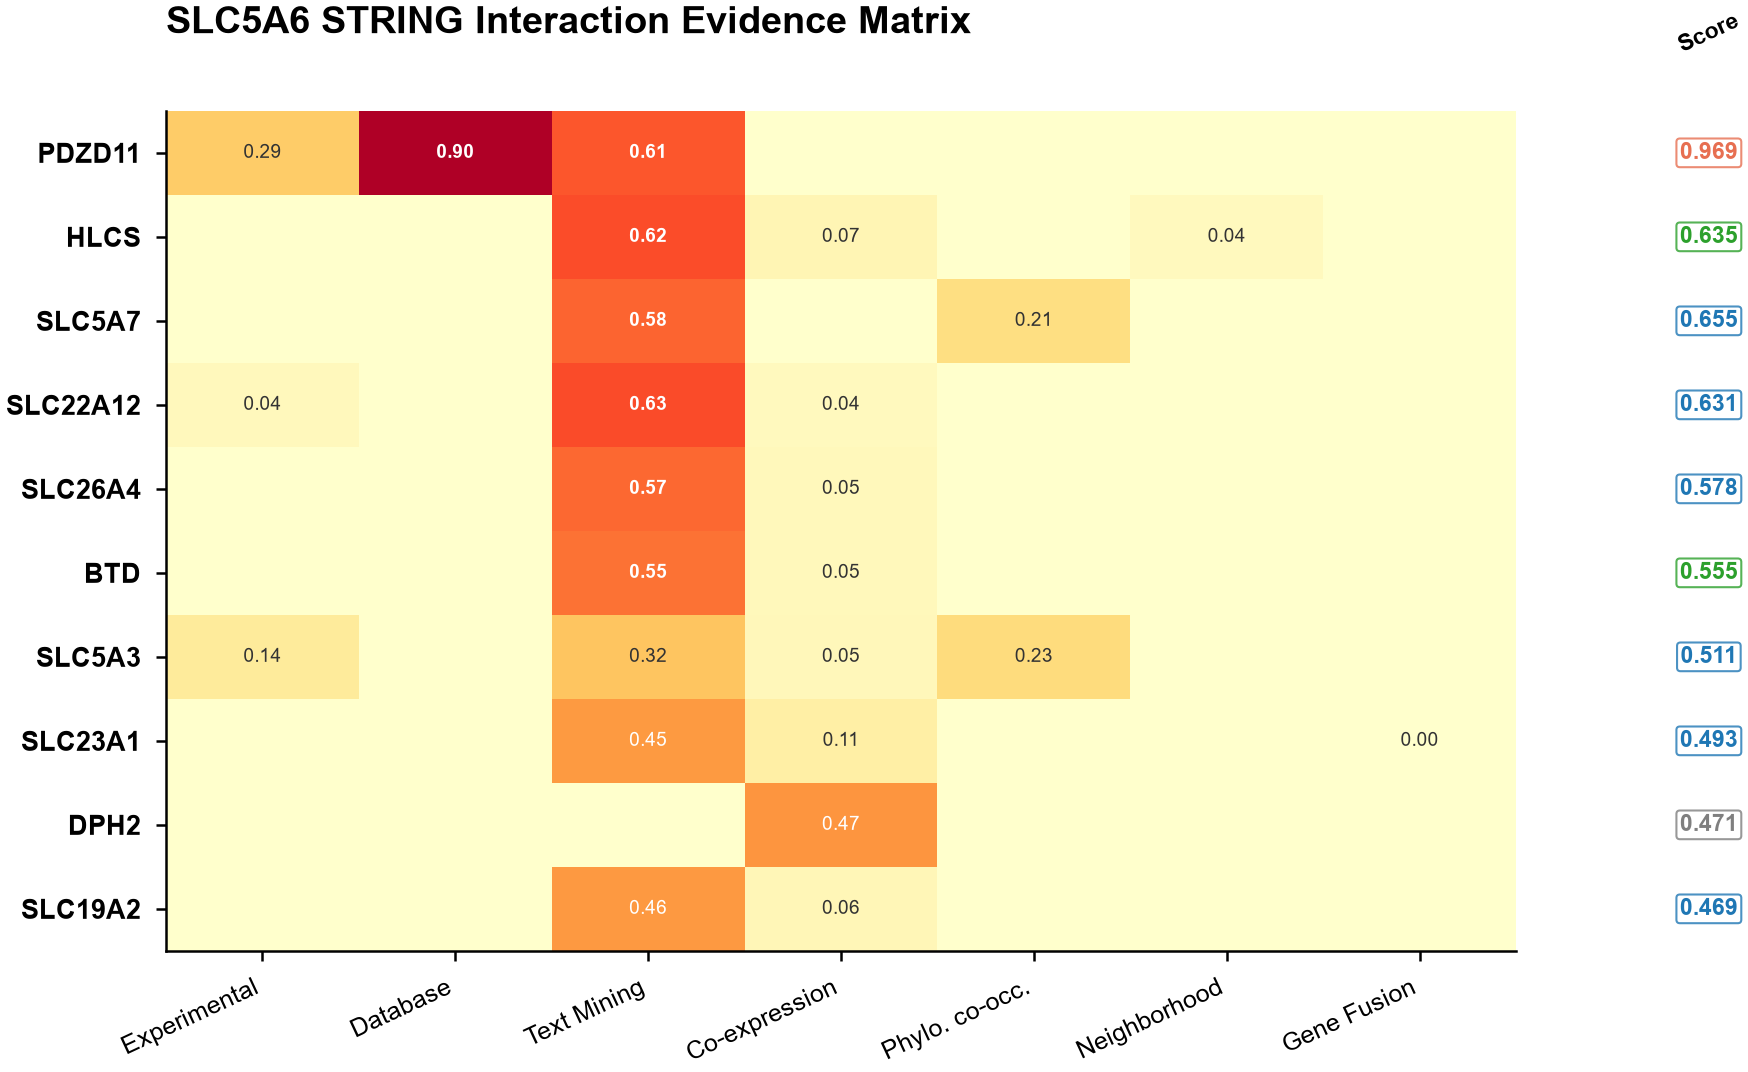 SLC5A6 STRING Interaction Evidence Matrix
Score
PDZD11 0.29 0.90 0.61 0.969
HLCS 0.62 0.07 0.04 0.635
SLC5A7 0.58 0.21 0.655
SLC22A12 0.04 0.63 0.04 0.631
SLC26A4 0.57 0.05 0.578
BTD 0.55 0.05 0.555
SLC5A3 0.14 0.32 0.05 0.23 0.511
SLC23A1 0.45 0.11 0.00 0.493
DPH2 0.47 0.471
SLC19A2 0.46 0.06 0.469
Experimental
Database
Text Mining
Co-expression
Phylo. co-occ.
Neighborhood
Gene Fusion